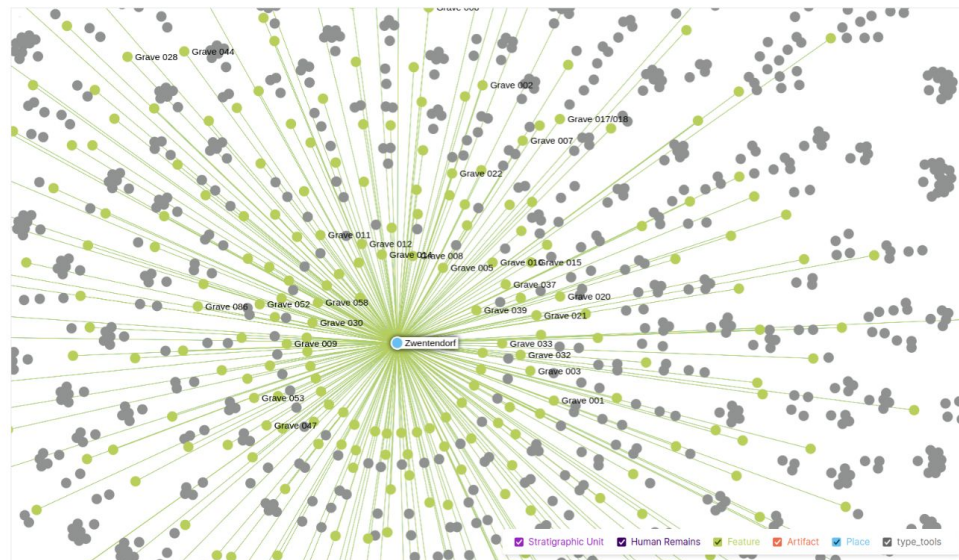 Grave 044
Grave 028
Grave 002
Grave 017/018
Grave 007
Grave 022
Grave 011
Grave 012
Grave 008
Grave 005
Grave 015
Grave 037
Grave 020
Grave 058
Grave 052
Grave 086
Grave 039
Grave 021
Grave 030
Zwentendorf
Grave 009
Grave 033
Grave 032
Grave 003
Grave 053
Grave 001
Grave 047
Stratigraphic Unit Human Remains Feature Artifact Place type_tools